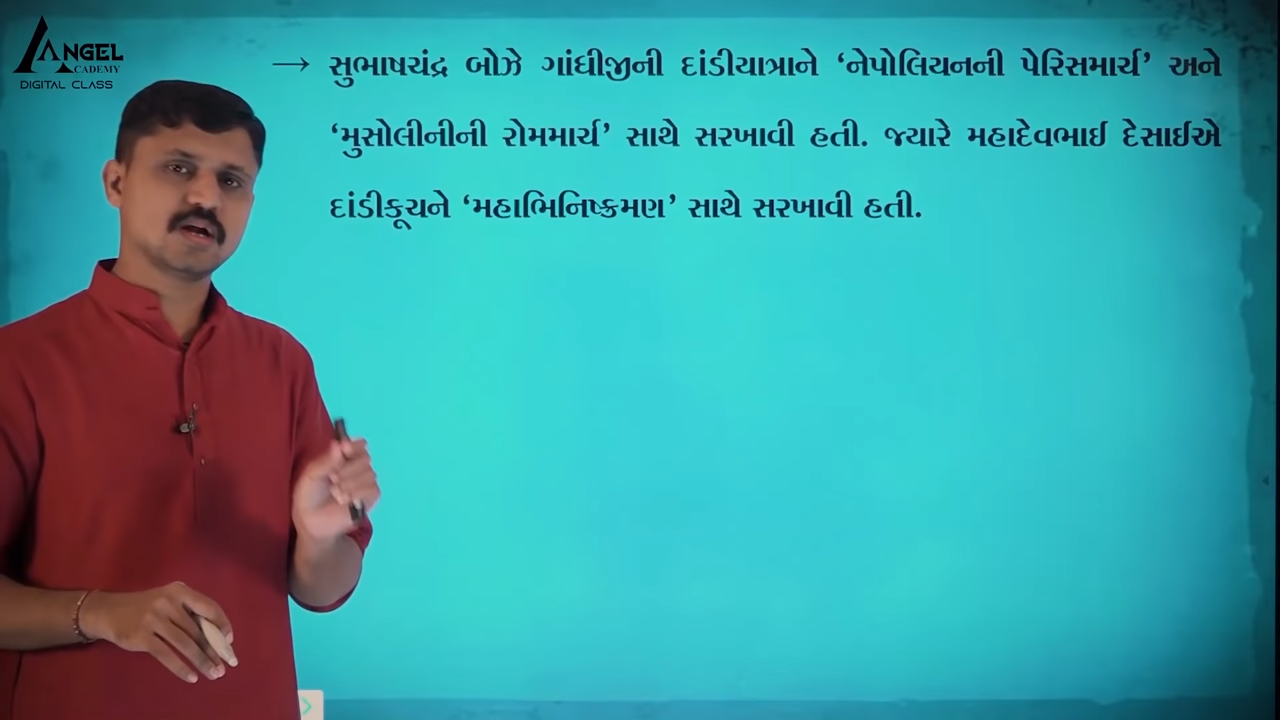 ANGEL
ACADEMY
DIGITAL CLASS
→ સુભાષચંદ્ર બોઝે ગાંધીજીની દાંડીયાત્રાને ‘નેપોલિયનની પેરિસમાર્ચ’ અને
‘મુસોલીનીની રોમમાર્ચ’ સાથે સરખાવી હતી. જ્યારે મહાદેવભાઈ દેસાઈએ
દાંડીકૂચને ‘મહાભિનિષ્ક્રમણ’ સાથે સરખાવી હતી.